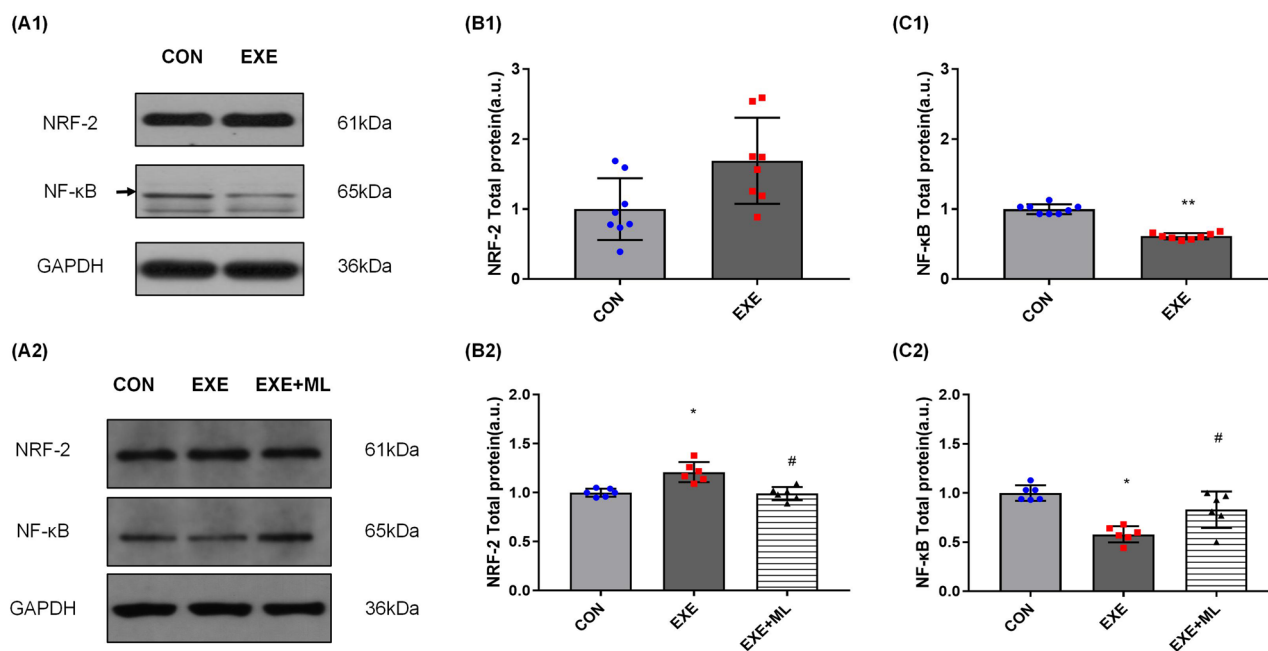 (A1)
CON EXE
NRF-2 61kDa
NF-κB 65kDa
GAPDH 36kDa
(B1)
NRF-2 Total protein(a.u.)
3
2
1
0
CON EXE
(C1)
NF-κB Total protein(a.u.)
3
2
1
0
**
CON EXE
(A2)
CON EXE EXE+ML
NRF-2 61kDa
NF-κB 65kDa
GAPDH 36kDa
(B2)
NRF-2 Total protein(a.u.)
2.0
1.5
1.0
0.5
0.0
*
#
CON EXE EXE+ML
(C2)
NF-κB Total protein(a.u.)
2.0
1.5
1.0
0.5
0.0
*
#
CON EXE EXE+ML